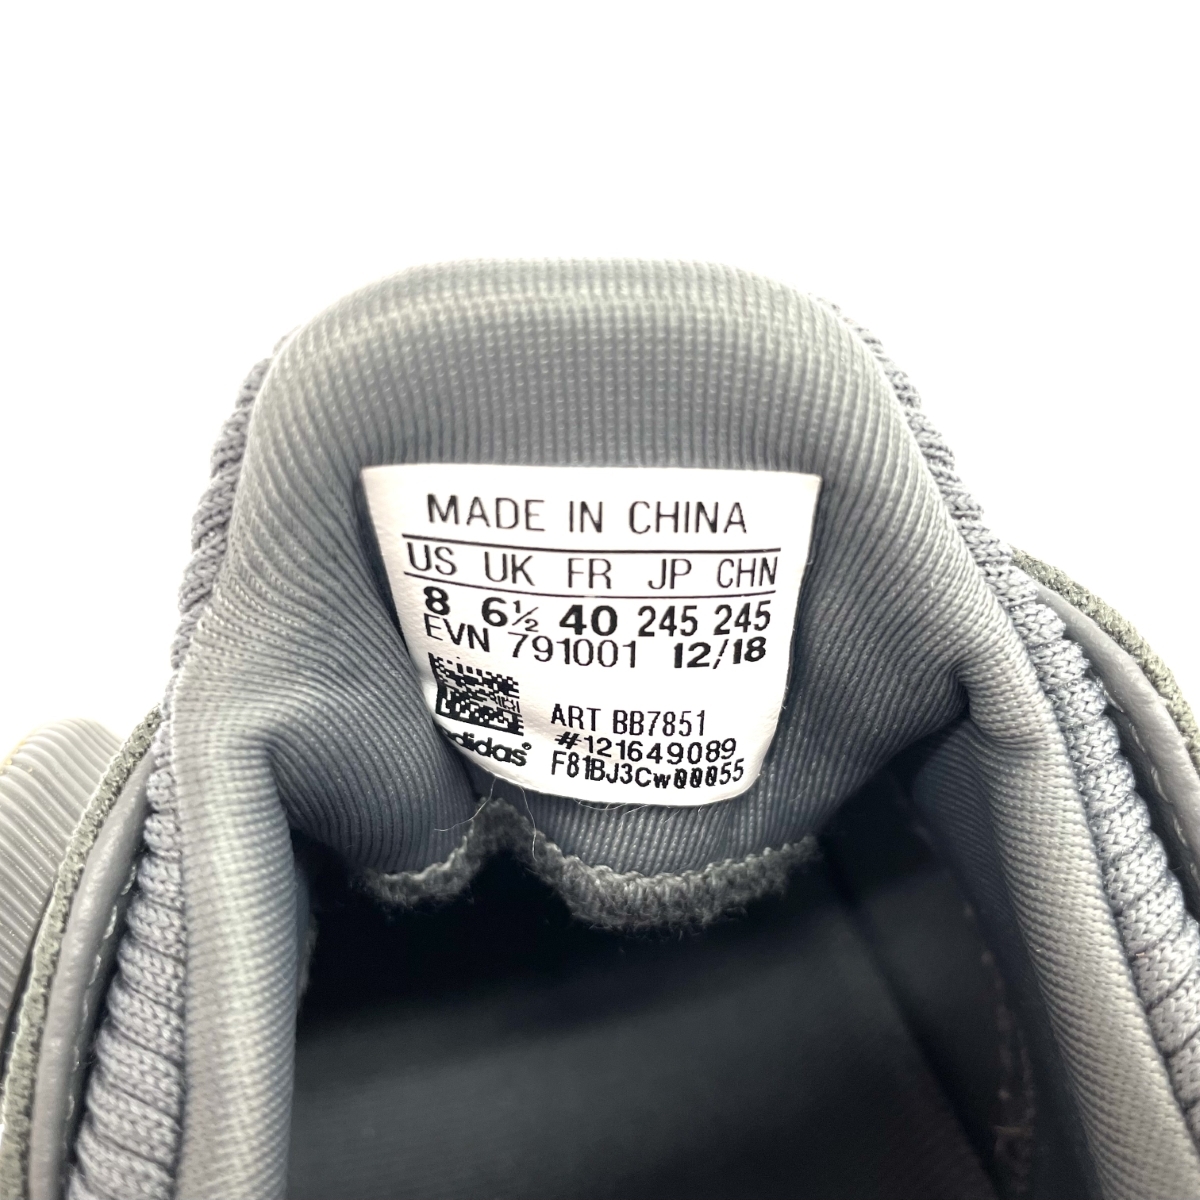 MADE IN CHINA
US UK FR JP CHN
8 6½ 40 245 245
EVN 791001 12/18
ART BB7851
#121649089
adidas®
F81BJ3Cw00055